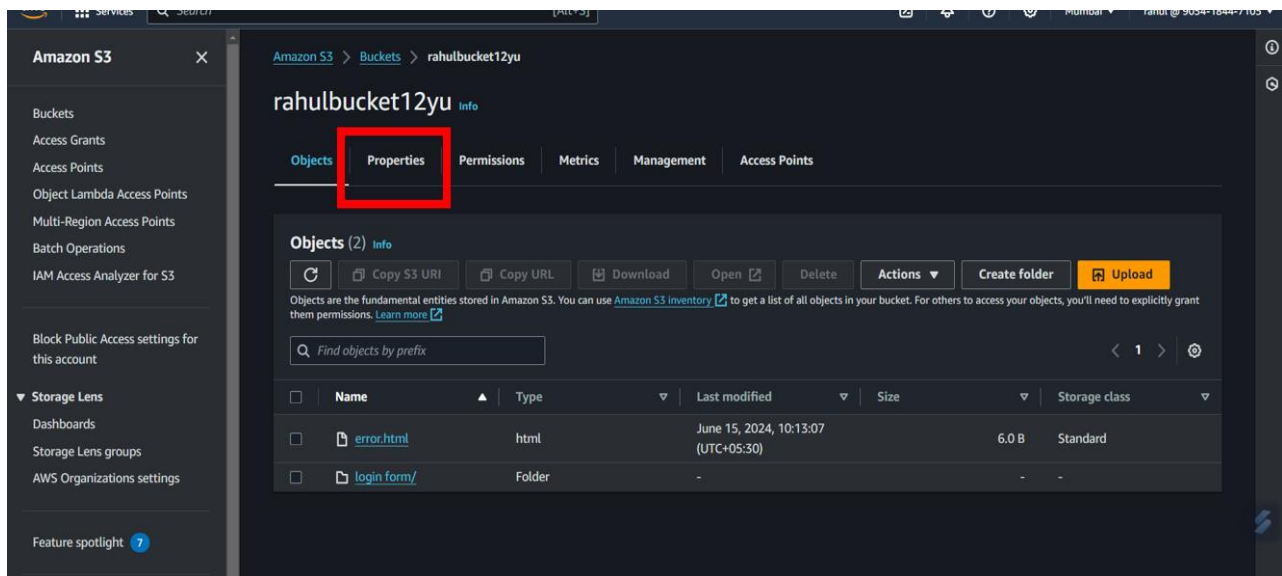 Services
Search
[Alt+S]
Mumbai
rahul @ 9054-1844-7105
Amazon S3
Buckets
Access Grants
Access Points
Object Lambda Access Points
Multi-Region Access Points
Batch Operations
IAM Access Analyzer for S3
Block Public Access settings for
this account
Storage Lens
Dashboards
Storage Lens groups
AWS Organizations settings
Feature spotlight 7
Amazon S3 > Buckets > rahulbucket12yu
rahulbucket12yu Info
Objects Properties Permissions Metrics Management Access Points
Objects (2) Info
Copy S3 URI Copy URL Download Open Delete Actions Create folder Upload
Objects are the fundamental entities stored in Amazon S3. You can use Amazon S3 inventory to get a list of all objects in your bucket. For others to access your objects, you'll need to explicitly grant
them permissions. Learn more
Find objects by prefix
1
Name Type Last modified Size Storage class
error.html html June 15, 2024, 10:13:07 (UTC+05:30) 6.0 B Standard
login form/ Folder - - -